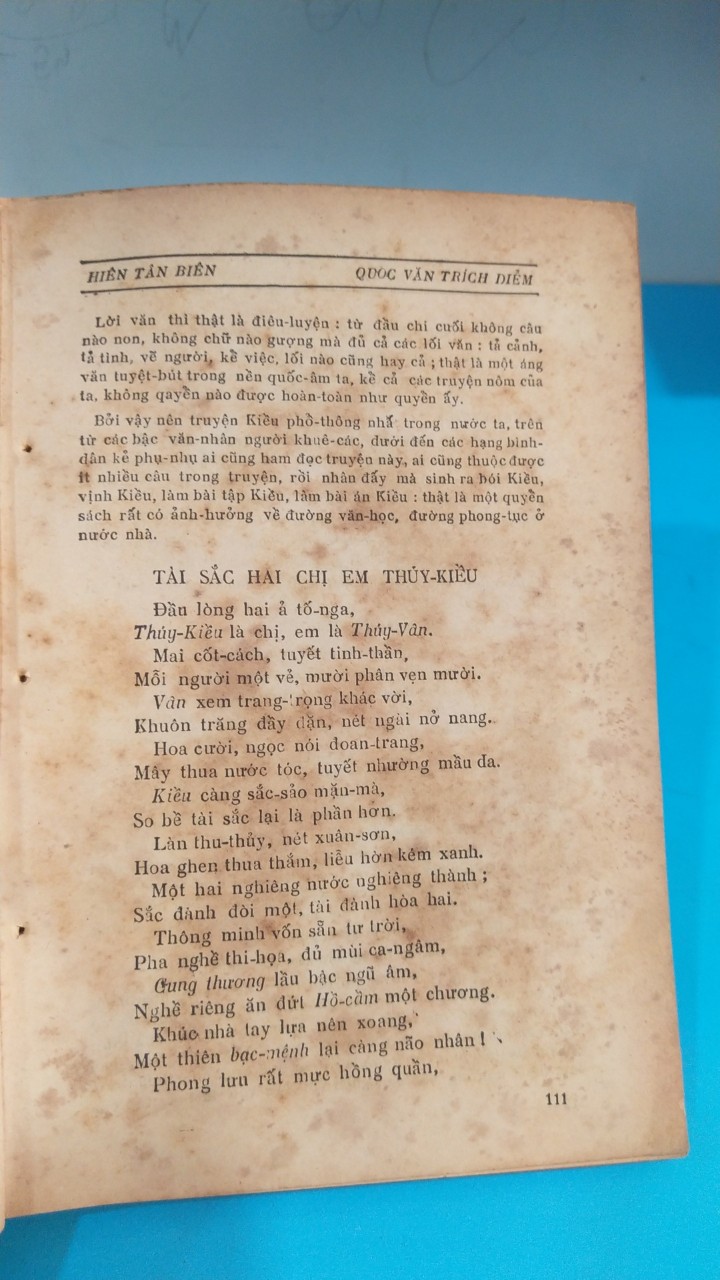 HIÊN TÂN BIÊN QUỐC VĂN TRÍCH DIỄM
Lời văn thì thật là điêu-luyện : từ đầu chí cuối không câu
nào non, không chữ nào gượng mà đủ cả các lối văn : tả cảnh,
tả tình, vẽ người, kể việc, lối nào cũng hay cả ; thật là một áng
văn tuyệt-bút trong nền quốc-âm ta, kể cả các truyện nôm của
ta, không qayền nào được hoàn-toàn như quyển ấy.
Bởi vậy nên truyện Kiều phổ-thông nhất trong nước ta, trên
từ các bậc văn-nhân người khuê-các, dưới đến các hạng bình-
dân kẻ phụ-nhụ ai cũng ham đọc truyện này, ai cũng thuộc được
ít nhiều câu trong truyện, rồi nhân đấy mà sinh ra bói Kiều,
vịnh Kiều, làm bài tập Kiều, làm bài án Kiều : thật là một quyển
sách rất có ảnh-hưởng về đường văn-học, đường phong-tục ở
nước nhà.
TÀI SẮC HAI CHỊ EM THÚY-KIỀU
Đầu lòng hai ả tố-nga,
Thúy-Kiều là chị, em là Thúy-Vân.
Mai cốt-cách, tuyết tinh-thần,
Mỗi người một vẻ, mười phân vẹn mười.
Vân xem trang-trọng khác vời,
Khuôn trăng đầy dặn, nét ngài nở nang.
Hoa cười, ngọc nói đoan-trang,
Mây thua nước tóc, tuyết nhường mầu da.
Kiều càng sắc-sảo mặn-mà,
So bề tài sắc lại là phần hơn.
Làn thu-thủy, nét xuân-sơn,
Hoa ghen thua thắm, liễu hờn kém xanh.
Một hai nghiêng nước nghiêng thành ;
Sắc đành đòi một, tài đành họa hai.
Thông minh vốn sẵn tư trời,
Pha nghề thi-họa, đủ mùi ca-ngâm,
Cung thương lầu bậc ngũ âm,
Nghề riêng ăn đứt Hồ-cầm một chương.
Khúc nhà tay lựa nên xoang,
Một thiên bạc-mệnh lại càng não nhân !
Phong lưu rất mực hồng quần,
111